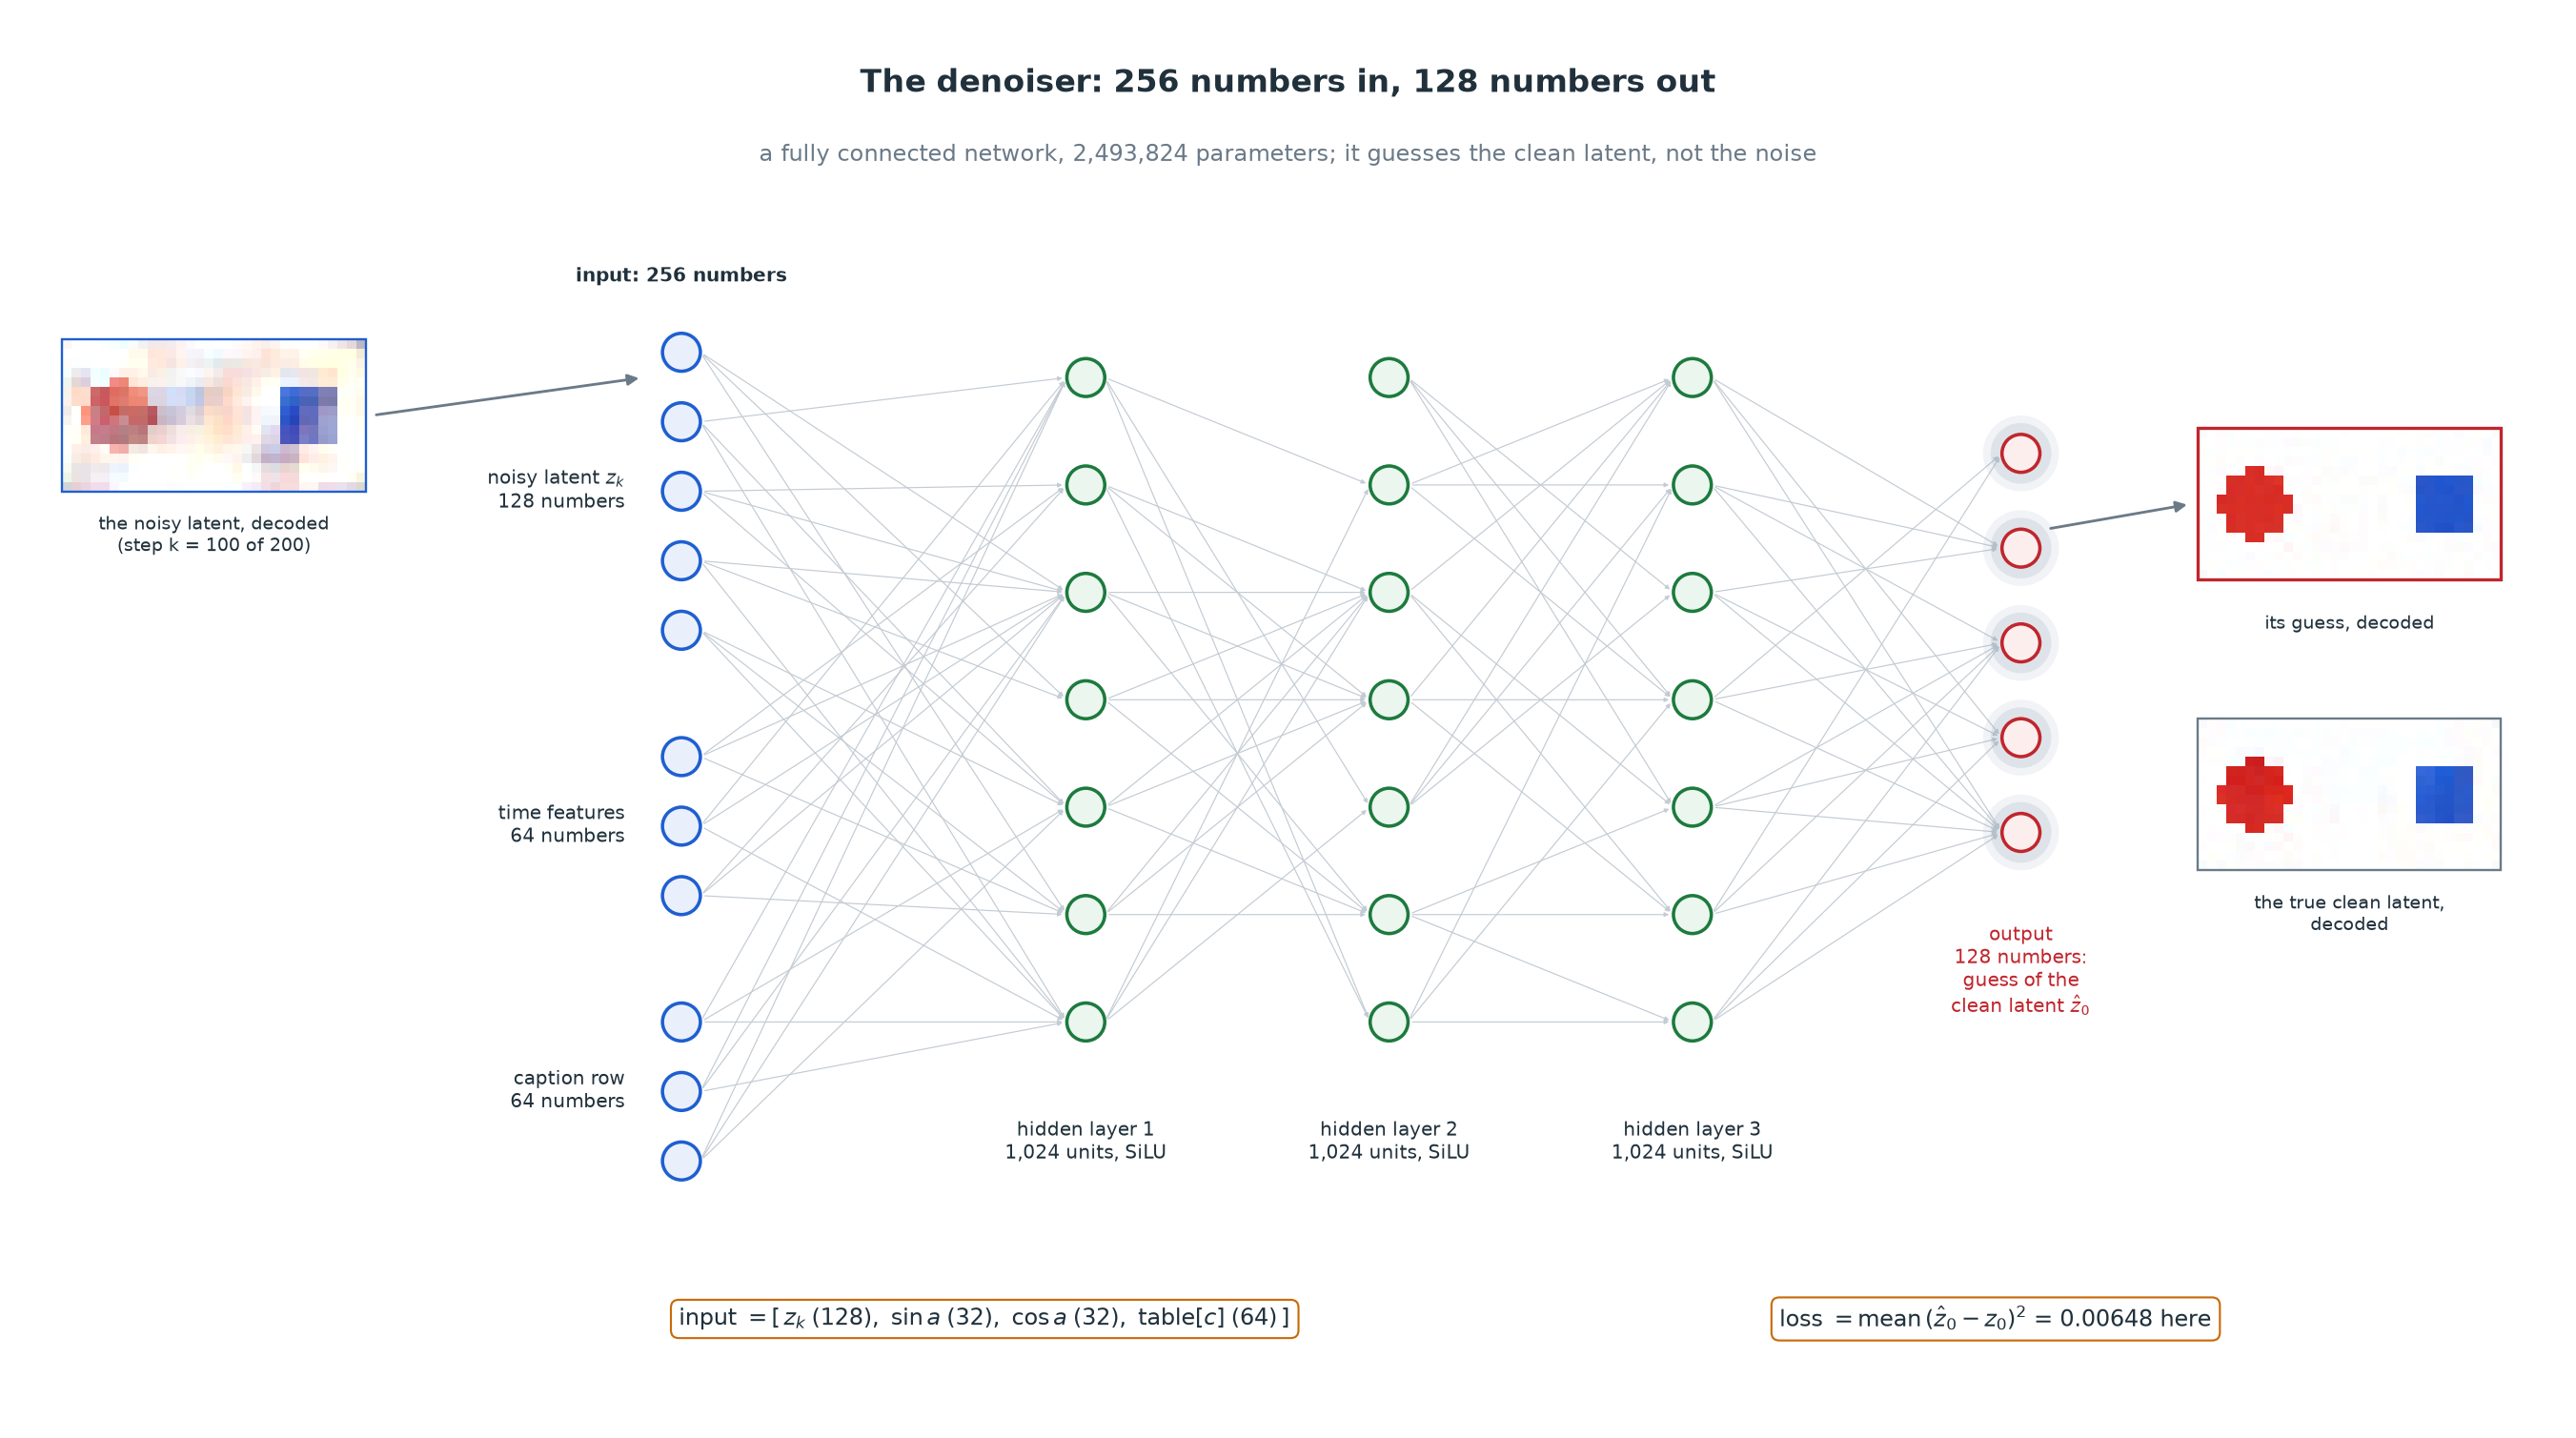 The denoiser: 256 numbers in, 128 numbers out
a fully connected network, 2,493,824 parameters; it guesses the clean latent, not the noise
input: 256 numbers
noisy latent z_k
128 numbers
the noisy latent, decoded
(step k = 100 of 200)
its guess, decoded
time features
64 numbers
the true clean latent,
decoded
output
128 numbers:
guess of the
clean latent ẑ₀
caption row
64 numbers
hidden layer 1
1,024 units, SiLU
hidden layer 2
1,024 units, SiLU
hidden layer 3
1,024 units, SiLU
input = [ z_k (128), sin a (32), cos a (32), table[c] (64) ]
loss = mean (ẑ₀ − z₀)² = 0.00648 here